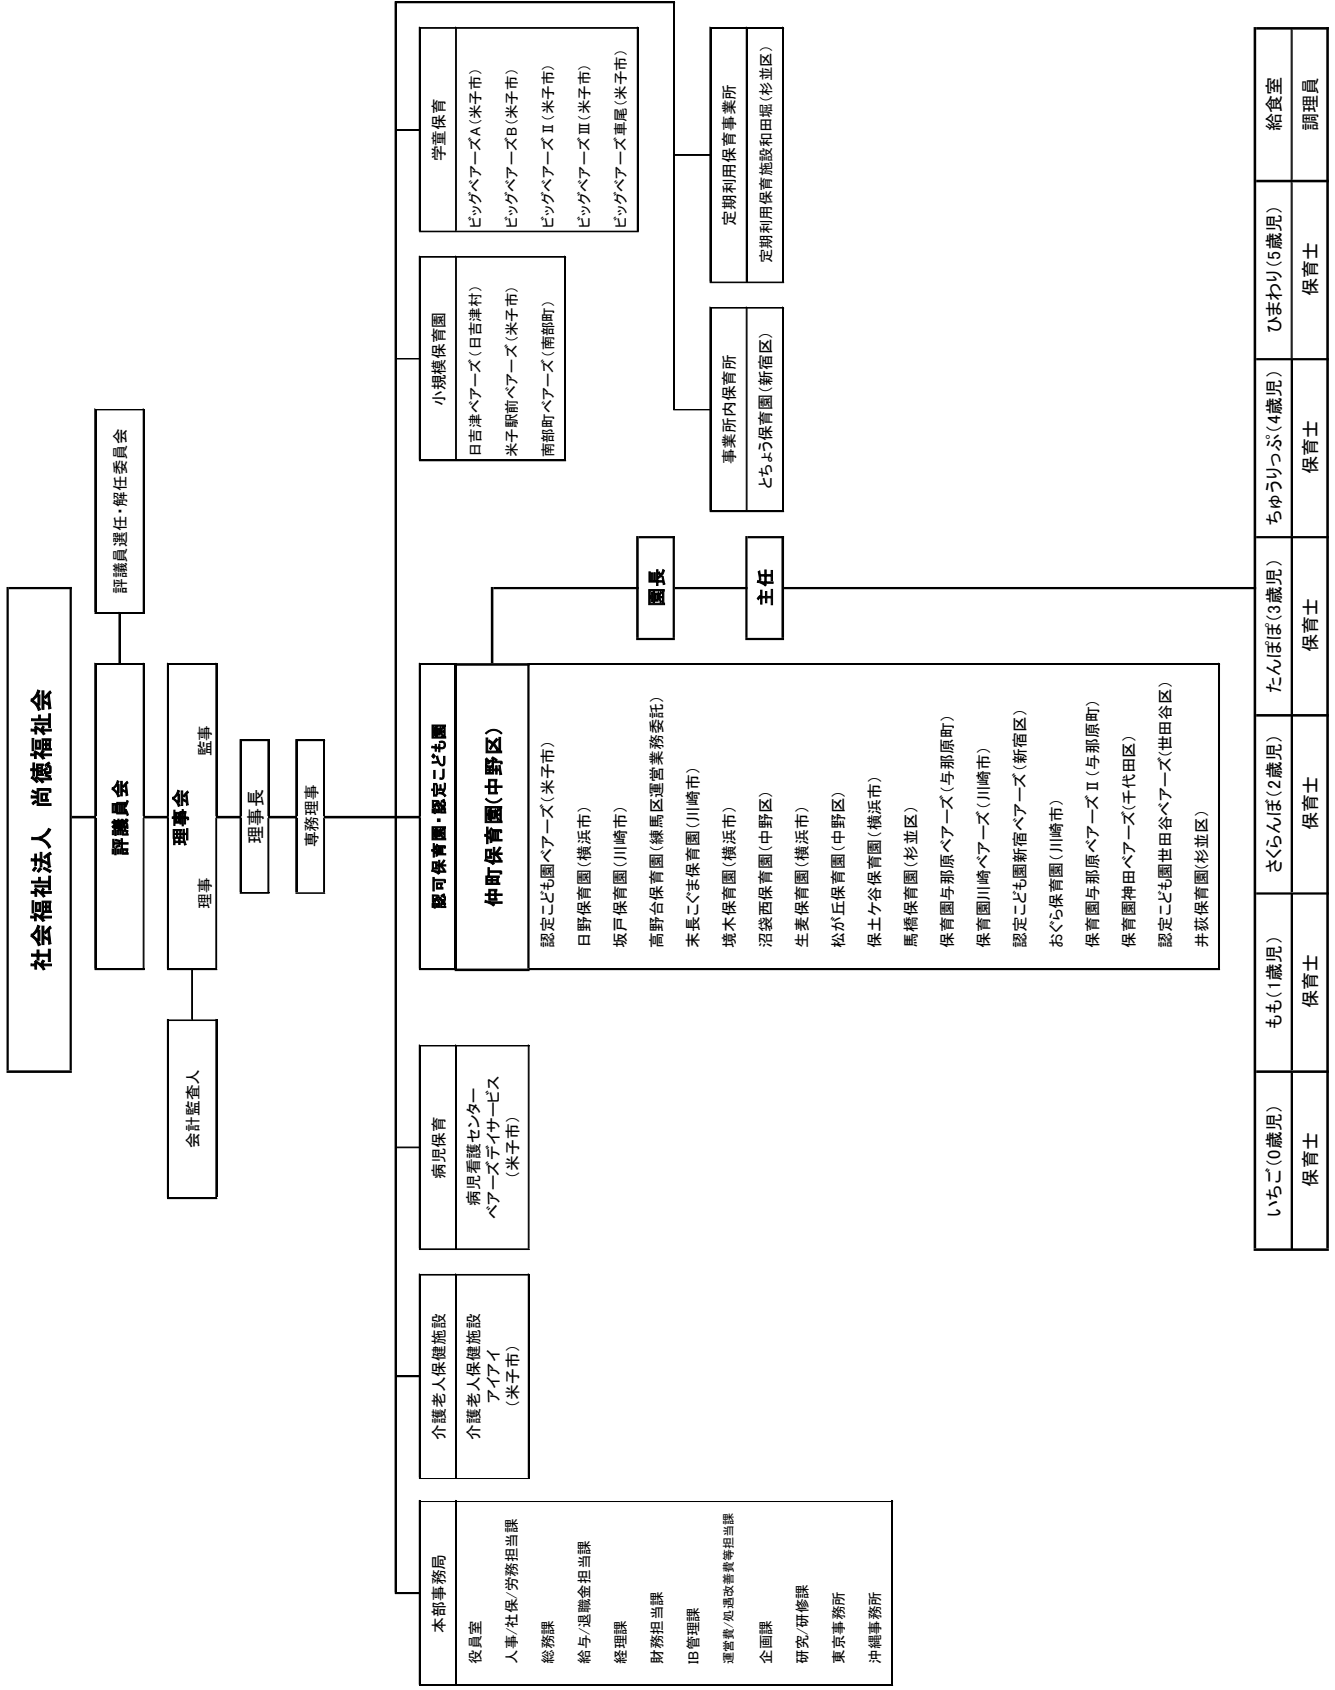 社会福祉法人 尚徳福祉会
評議員会
評議員選任・解任委員会
理事会
理事 監事
会計監査人
理事長
専務理事
本部事務局
役員室
人事/社保/労務担当課
総務課
給与/退職金担当課
経理課
財務担当課
IB管理課
運営費/処遇改善費等担当課
企画課
研究/研修課
東京事務所
沖縄事務所
介護老人保健施設
介護老人保健施設
アイアイ
(米子市)
病児保育
病児看護センター
ベアーズデイサービス
(米子市)
認可保育園・認定こども園
仲町保育園(中野区)
認定こども園ベアーズ(米子市)
日野保育園(横浜市)
坂戸保育園(川崎市)
高野台保育園(練馬区運営業務委託)
末長こぐま保育園(川崎市)
境木保育園(横浜市)
沼袋西保育園(中野区)
生麦保育園(横浜市)
松が丘保育園(中野区)
保土ケ谷保育園(横浜市)
馬橋保育園(杉並区)
保育園与那原ベアーズ(与那原町)
保育園川崎ベアーズ(川崎市)
認定こども園新宿ベアーズ(新宿区)
おぐら保育園(川崎市)
保育園与那原ベアーズⅡ(与那原町)
保育園神田ベアーズ(千代田区)
認定こども園世田谷ベアーズ(世田谷区)
井荻保育園(杉並区)
小規模保育園
日吉津ベアーズ(日吉津村)
米子駅前ベアーズ(米子市)
南部町ベアーズ(南部町)
学童保育
ビッグベアーズA(米子市)
ビッグベアーズB(米子市)
ビッグベアーズⅡ(米子市)
ビッグベアーズⅢ(米子市)
ビッグベアーズ車尾(米子市)
園長
主任
事業所内保育所
とちょう保育園(新宿区)
定期利用保育事業所
定期利用保育施設和田堀(杉並区)
いちご(0歳児) もも(1歳児) さくらんぼ(2歳児) たんぽぽ(3歳児) ちゅうりっぷ(4歳児) ひまわり(5歳児) 給食室
保育士 保育士 保育士 保育士 保育士 保育士 調理員